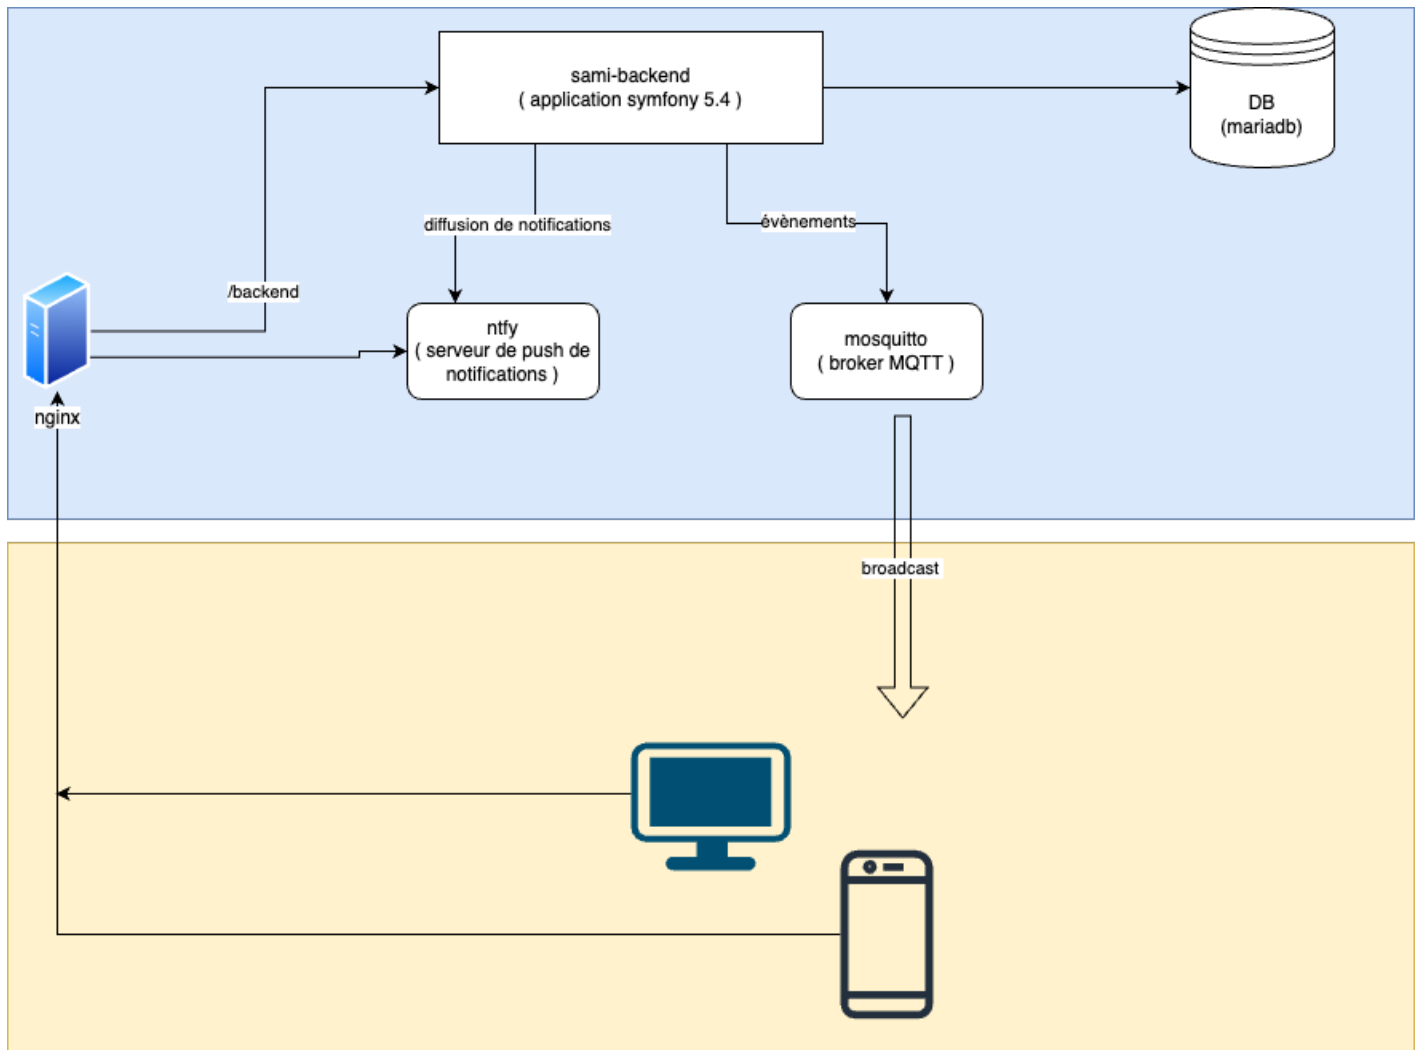 sami-backend
( application symfony 5.4 )
DB
(mariadb)
diffusion de notifications
évènements
/backend
ntfy
( serveur de push de
notifications )
mosquitto
( broker MQTT )
nginx
broadcast